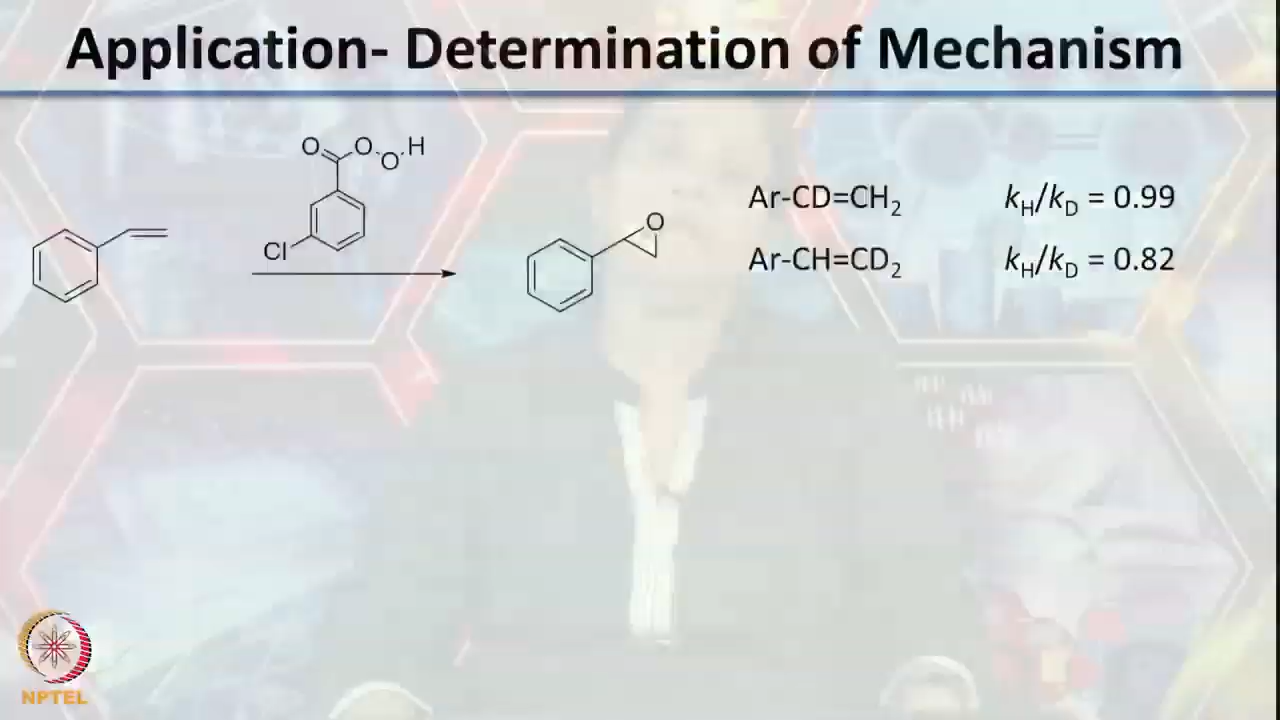 Application- Determination of Mechanism
O O O H
Cl
O
Ar-CD=CH₂ kH/kD = 0.99
Ar-CH=CD₂ kH/kD = 0.82
NPTEL